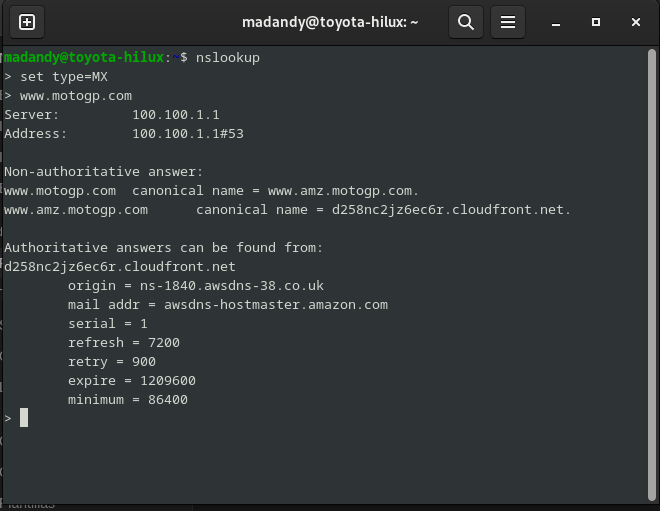 madandy@toyota-hilux: ~
madandy@toyota-hilux:~$ nslookup
> set type=MX
> www.motogp.com
Server:		100.100.1.1
Address:	100.100.1.1#53

Non-authoritative answer:
www.motogp.com	canonical name = www.amz.motogp.com.
www.amz.motogp.com	canonical name = d258nc2jz6ec6r.cloudfront.net.

Authoritative answers can be found from:
d258nc2jz6ec6r.cloudfront.net
	origin = ns-1840.awsdns-38.co.uk
	mail addr = awsdns-hostmaster.amazon.com
	serial = 1
	refresh = 7200
	retry = 900
	expire = 1209600
	minimum = 86400
>